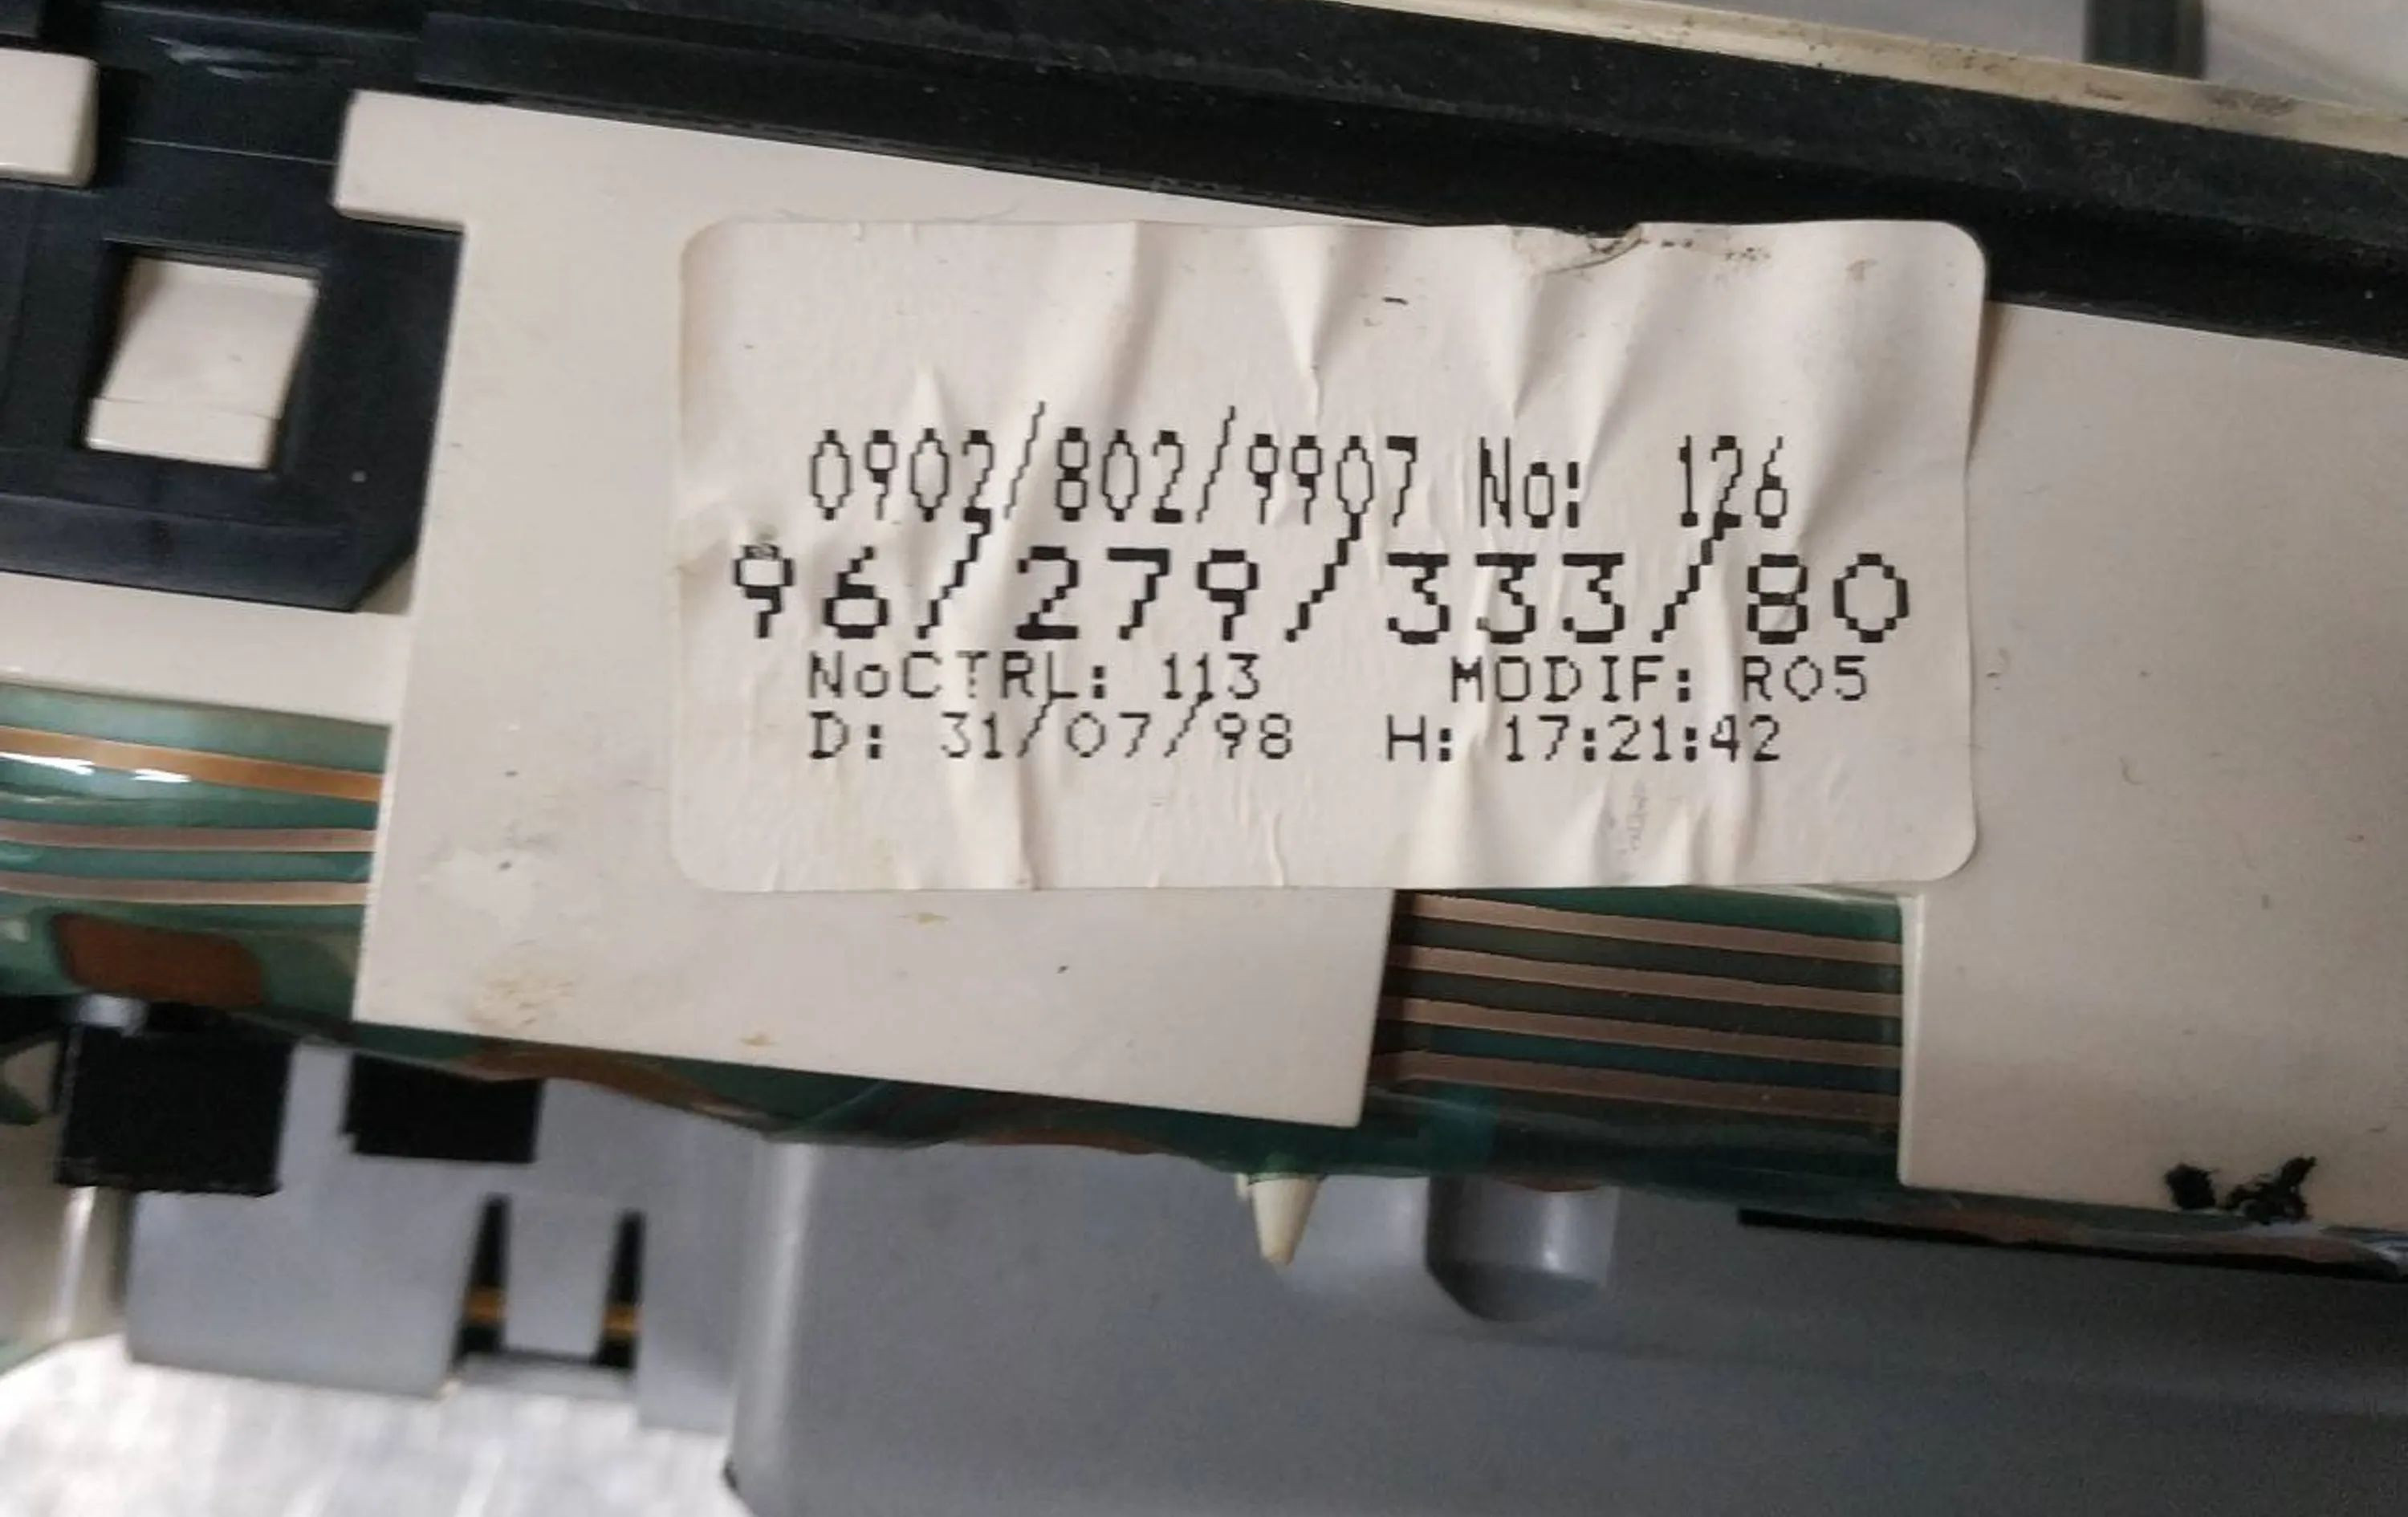 0902/802/9907 No: 126
96/279/333/80
NoCTRL: 113 MODIF: R05
D: 31/07/98 H: 17:21:42